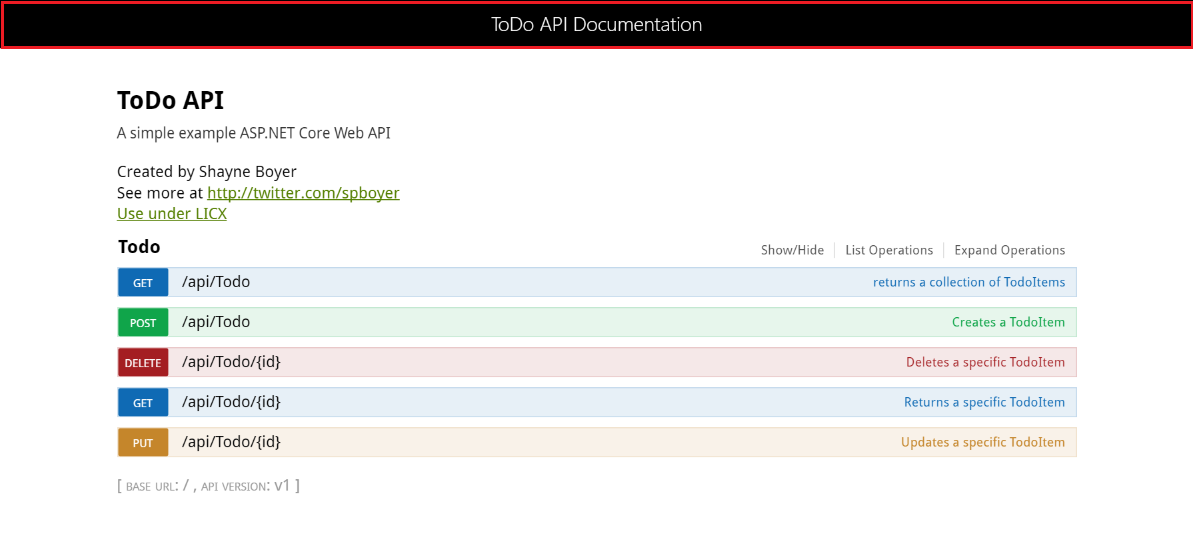 ToDo API Documentation
ToDo API
A simple example ASP.NET Core Web API
Created by Shayne Boyer
See more at http://twitter.com/spboyer
Use under LICX
Todo Show/Hide List Operations Expand Operations
GET /api/Todo returns a collection of TodoItems
POST /api/Todo Creates a TodoItem
DELETE /api/Todo/{id} Deletes a specific TodoItem
GET /api/Todo/{id} Returns a specific TodoItem
PUT /api/Todo/{id} Updates a specific TodoItem
[ BASE URL: / , API VERSION: v1 ]